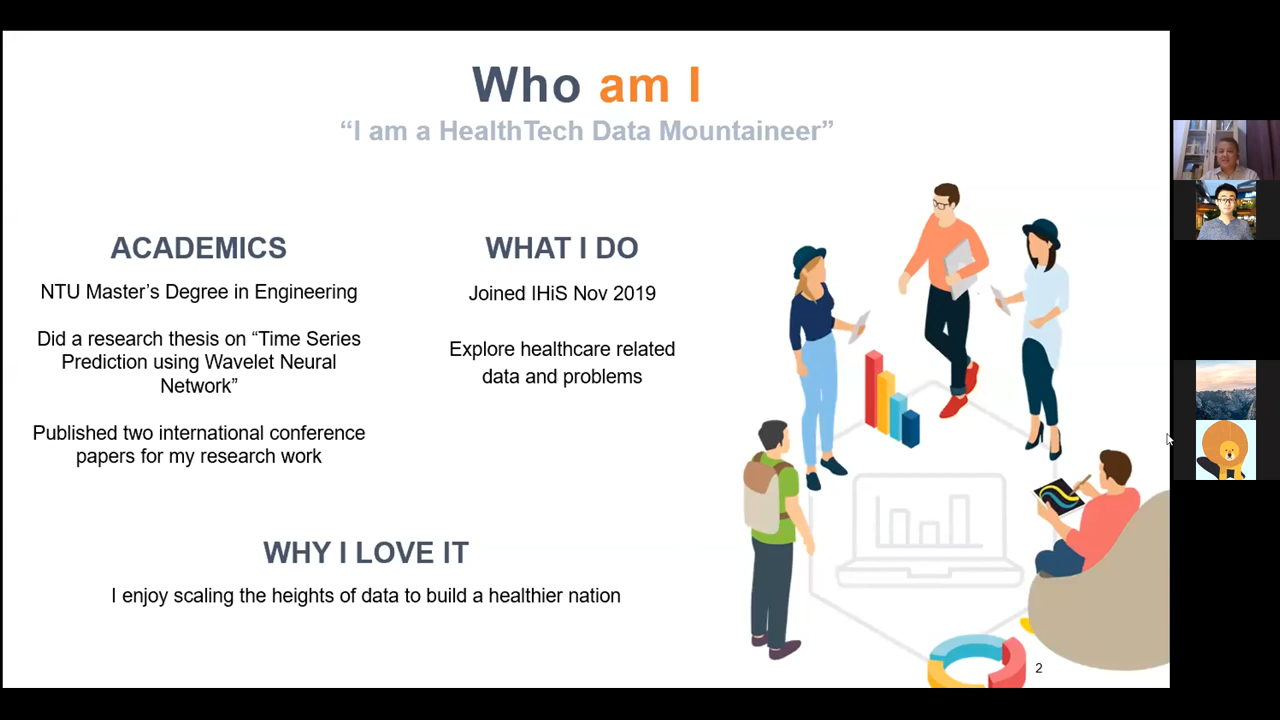 Who am I
“I am a HealthTech Data Mountaineer”
ACADEMICS
NTU Master’s Degree in Engineering
Did a research thesis on “Time Series
Prediction using Wavelet Neural
Network”
Published two international conference
papers for my research work
WHAT I DO
Joined IHiS Nov 2019
Explore healthcare related
data and problems
WHY I LOVE IT
I enjoy scaling the heights of data to build a healthier nation
2